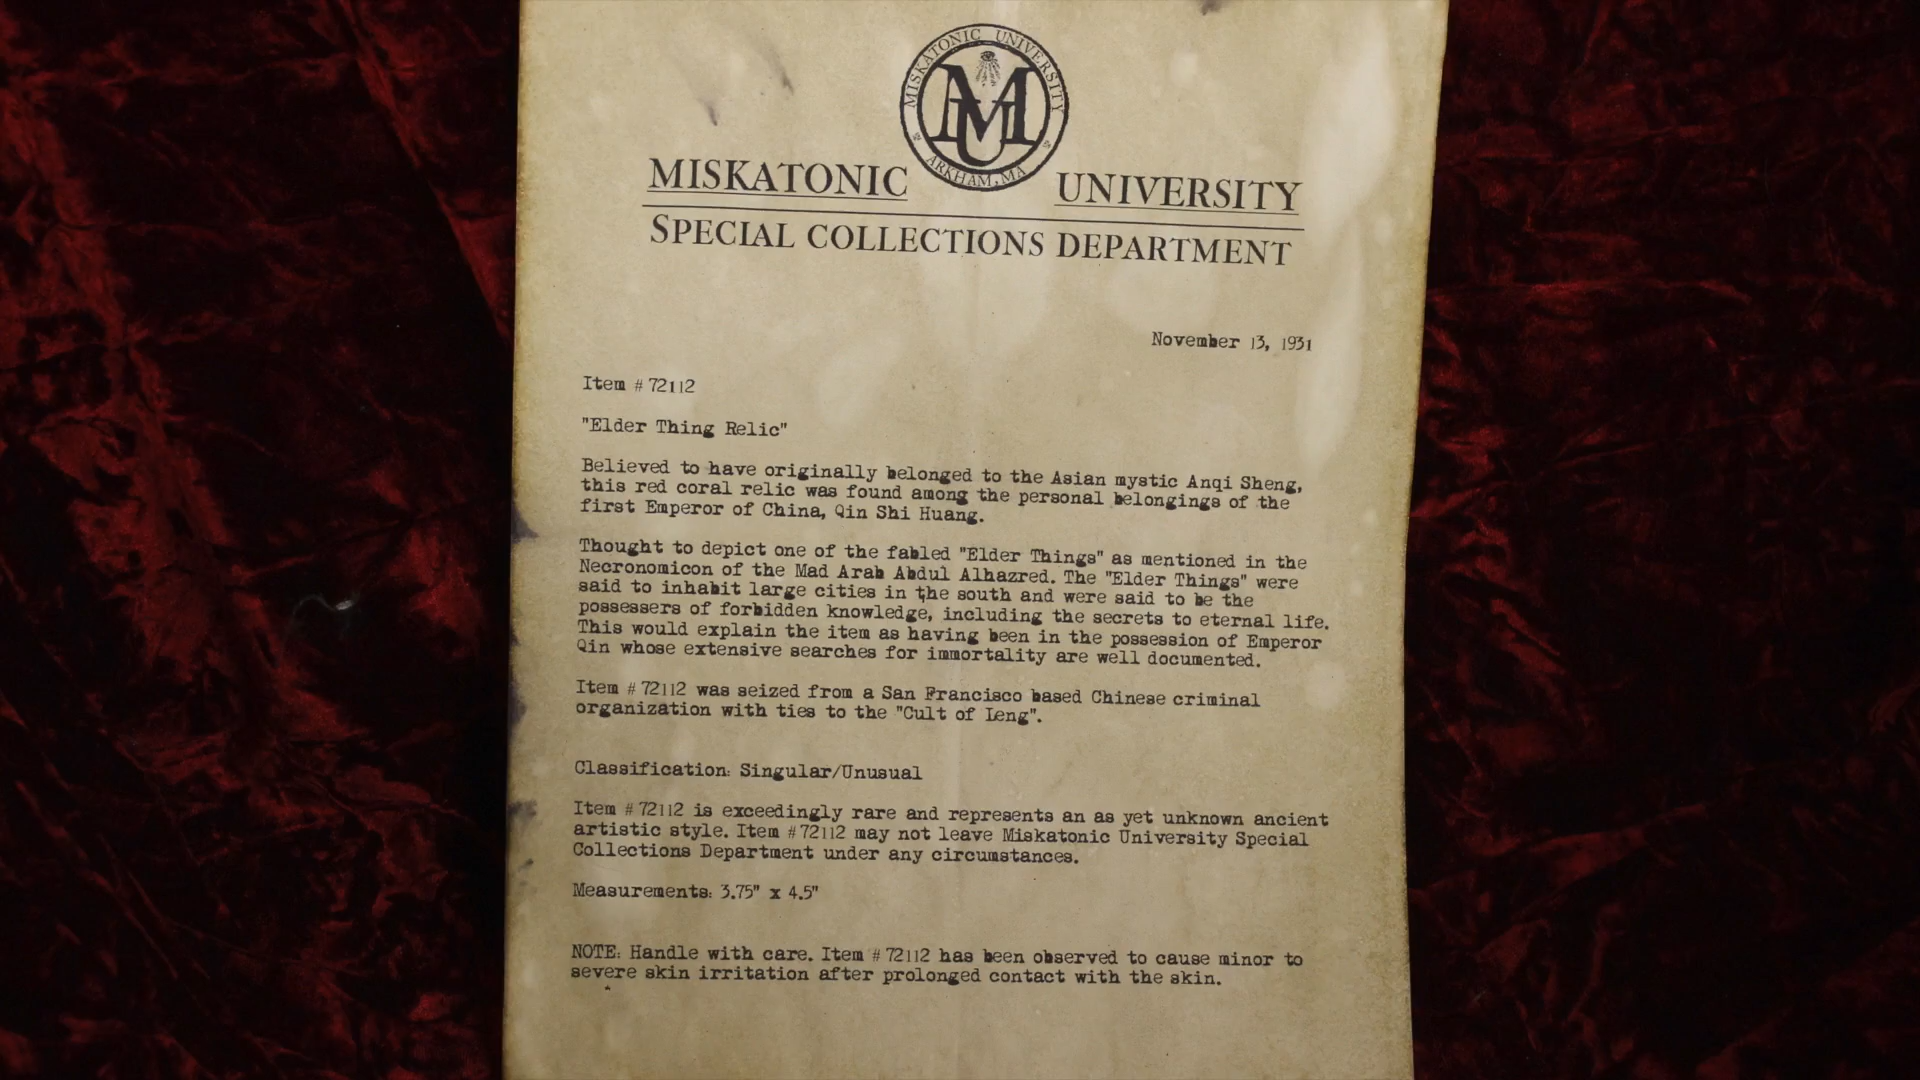 MISKATONIC UNIVERSITY
ARKHAM, MA
MU
MISKATONIC UNIVERSITY
SPECIAL COLLECTIONS DEPARTMENT
November 13, 1931
Item #72112
"Elder Thing Relic"
Believed to have originally belonged to the Asian mystic Anqi Sheng,
this red coral relic was found among the personal belongings of the
first Emperor of China, Qin Shi Huang.
Thought to depict one of the fabled "Elder Things" as mentioned in the
Necronomicon of the Mad Arab Abdul Alhazred. The "Elder Things" were
said to inhabit large cities in the south and were said to be the
possessers of forbidden knowledge, including the secrets to eternal life.
This would explain the item as having been in the possession of Emperor
Qin whose extensive searches for immortality are well documented.
Item #72112 was seized from a San Francisco based Chinese criminal
organization with ties to the "Cult of Leng".
Classification: Singular/Unusual
Item #72112 is exceedingly rare and represents an as yet unknown ancient
artistic style. Item #72112 may not leave Miskatonic University Special
Collections Department under any circumstances.
Measurements: 3.75" x 4.5"
NOTE: Handle with care. Item #72112 has been observed to cause minor to
severe skin irritation after prolonged contact with the skin.